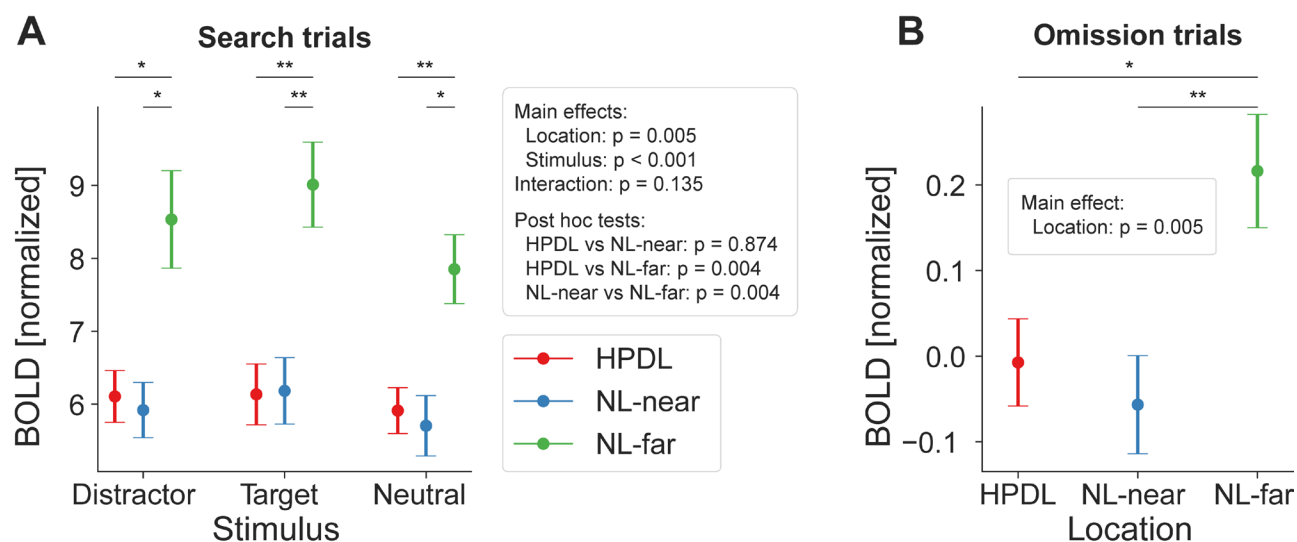 A
Search trials
* ** **
* ** *
BOLD [normalized]
9
8
7
6
Distractor Target Neutral
Stimulus
Main effects:
Location: p = 0.005
Stimulus: p < 0.001
Interaction: p = 0.135
Post hoc tests:
HPDL vs NL-near: p = 0.874
HPDL vs NL-far: p = 0.004
NL-near vs NL-far: p = 0.004
HPDL
NL-near
NL-far
B
Omission trials
*
**
BOLD [normalized]
0.2
0.1
0.0
−0.1
Main effect:
Location: p = 0.005
HPDL NL-near NL-far
Location